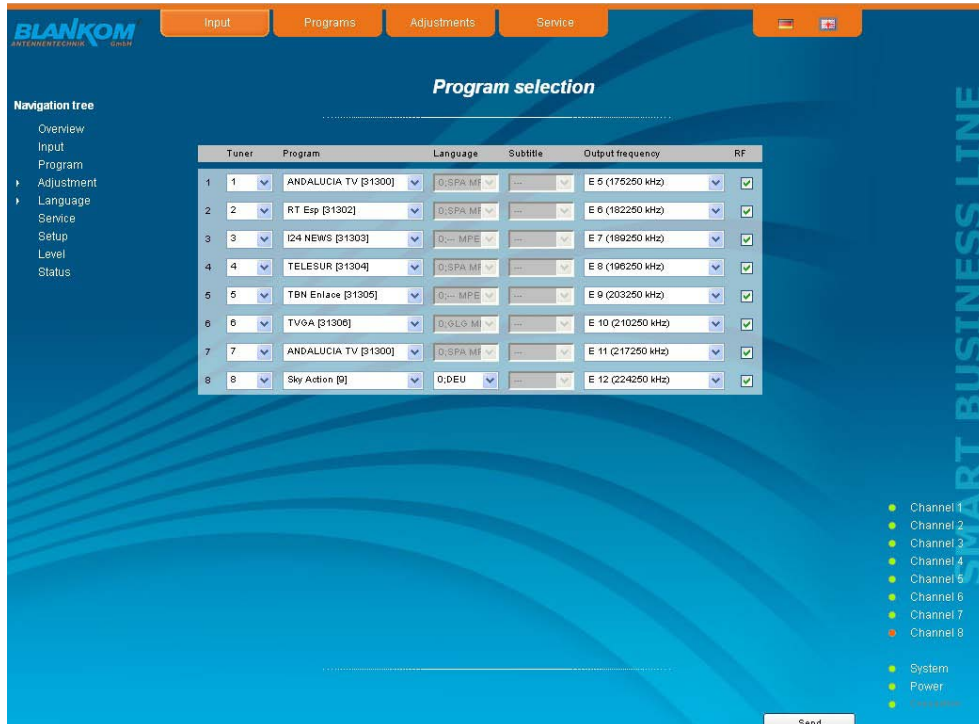 BLANKOM
ANTENNENTECHNIK GmbH
Input Programs Adjustments Service
Program selection
Navigation tree
Overview
Input
Program
Adjustment
Language
Service
Setup
Level
Status
Tuner Program Language Subtitle Output frequency RF
1 1 ANDALUCIA TV [31300] 0;SPA MP --- E 5 (175250 kHz)
2 2 RT Esp [31302] 0;SPA MP --- E 6 (182250 kHz)
3 3 I24 NEWS [31303] 0;--- MPE --- E 7 (189250 kHz)
4 4 TELESUR [31304] 0;SPA MP --- E 8 (196250 kHz)
5 5 TBN Enlace [31305] 0;--- MPE --- E 9 (203250 kHz)
6 6 TVGA [31306] 0;GLG MI --- E 10 (210250 kHz)
7 7 ANDALUCIA TV [31300] 0;SPA MP --- E 11 (217250 kHz)
8 8 Sky Action [9] 0;DEU --- E 12 (224250 kHz)
SMART BUSINESS LINE
Channel 1
Channel 2
Channel 3
Channel 4
Channel 5
Channel 6
Channel 7
Channel 8
System
Power
Send